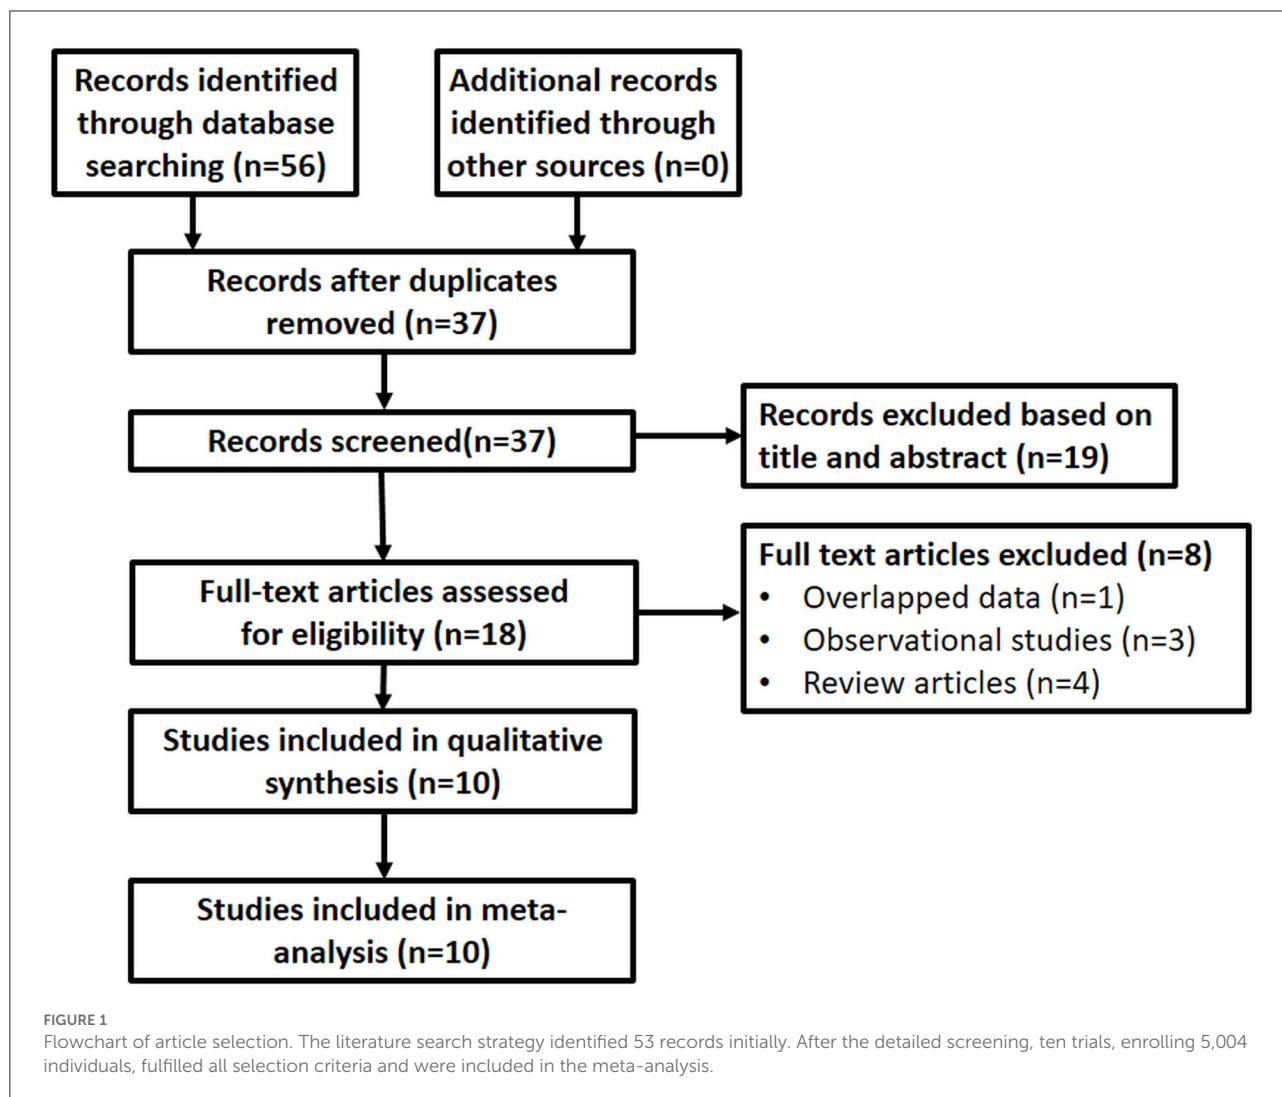 Records identified
through database
searching (n=56)
Additional records
identified through
other sources (n=0)
Records after duplicates
removed (n=37)
Records screened(n=37)
Records excluded based on
title and abstract (n=19)
Full-text articles assessed
for eligibility (n=18)
Full text articles excluded (n=8)
• Overlapped data (n=1)
• Observational studies (n=3)
• Review articles (n=4)
Studies included in qualitative
synthesis (n=10)
Studies included in meta-
analysis (n=10)
FIGURE 1
Flowchart of article selection. The literature search strategy identified 53 records initially. After the detailed screening, ten trials, enrolling 5,004
individuals, fulfilled all selection criteria and were included in the meta-analysis.